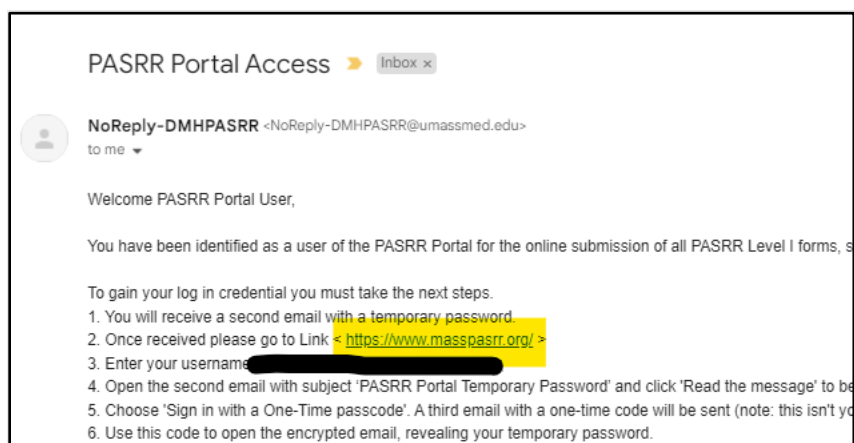 PASRR Portal Access Inbox ×
NoReply-DMHPASRR <NoReply-DMHPASRR@umassmed.edu>
to me
Welcome PASRR Portal User,
You have been identified as a user of the PASRR Portal for the online submission of all PASRR Level I forms, s
To gain your log in credential you must take the next steps.
1. You will receive a second email with a temporary password.
2. Once received please go to Link < https://www.masspasrr.org/ >
3. Enter your username
4. Open the second email with subject 'PASRR Portal Temporary Password' and click 'Read the message' to be
5. Choose 'Sign in with a One-Time passcode'. A third email with a one-time code will be sent (note: this isn't yo
6. Use this code to open the encrypted email, revealing your temporary password.